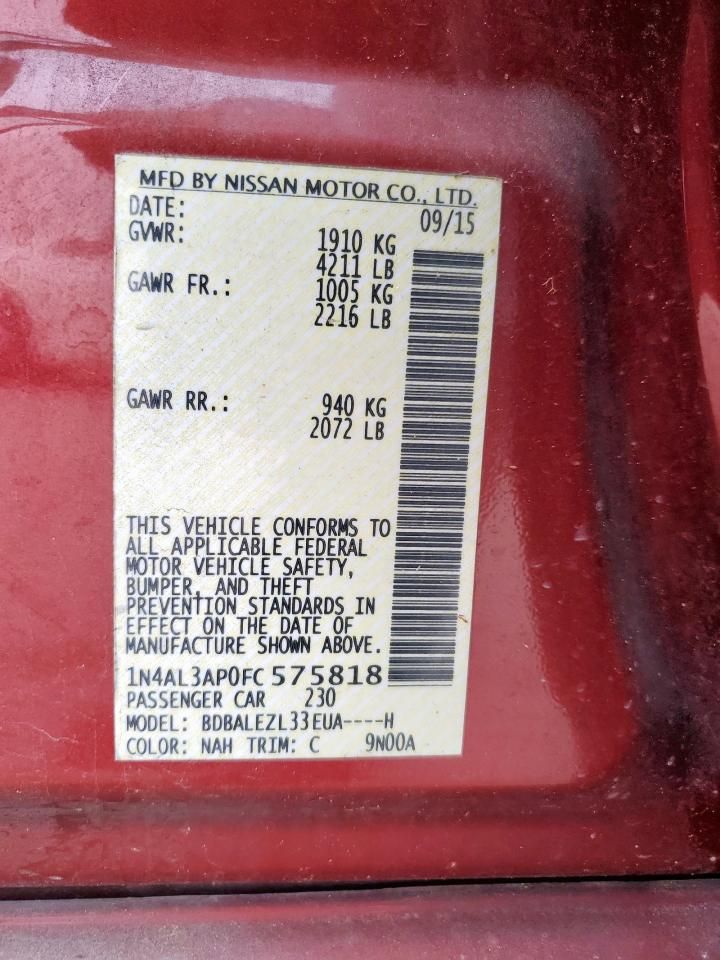 MFD BY NISSAN MOTOR CO., LTD.
DATE: 09/15
GVWR: 1910 KG
4211 LB
GAWR FR.: 1005 KG
2216 LB
GAWR RR.: 940 KG
2072 LB
THIS VEHICLE CONFORMS TO
ALL APPLICABLE FEDERAL
MOTOR VEHICLE SAFETY,
BUMPER, AND THEFT
PREVENTION STANDARDS IN
EFFECT ON THE DATE OF
MANUFACTURE SHOWN ABOVE.
1N4AL3AP0FC575818
PASSENGER CAR 230
MODEL: BDBALEZL33EUA----H
COLOR: NAH TRIM: C 9N00A